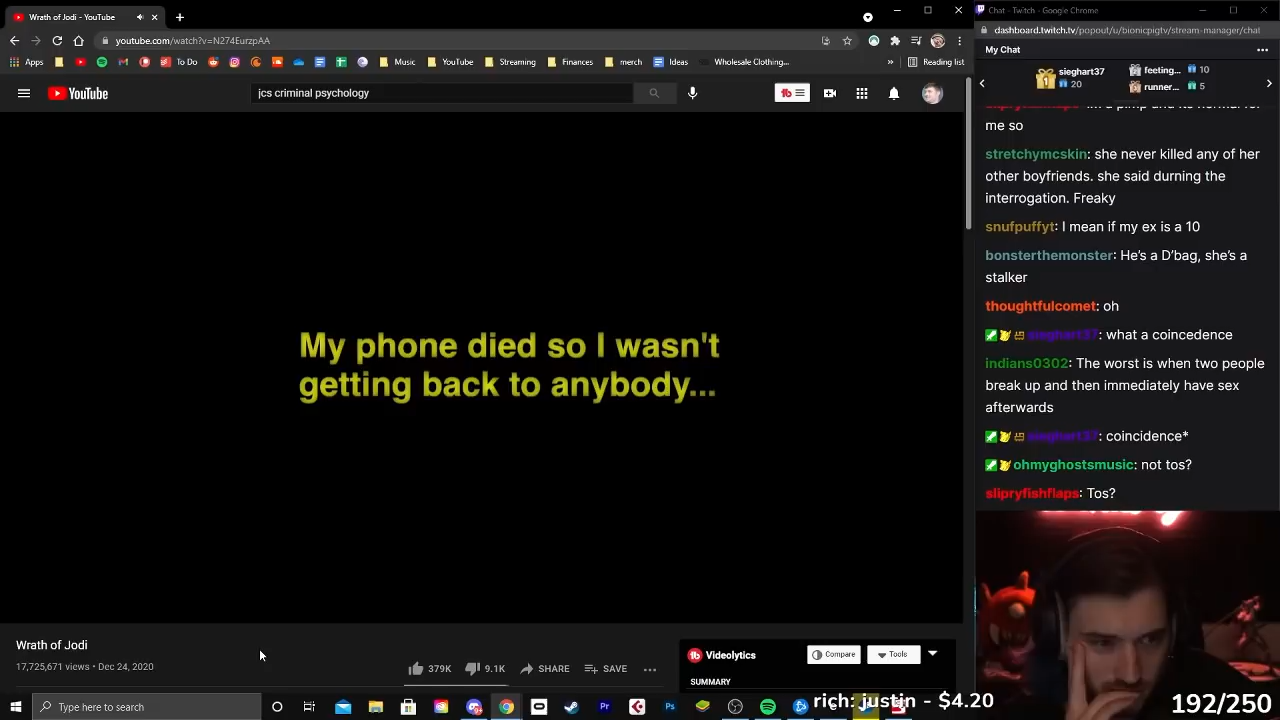 Wrath of Jodi - YouTube
youtube.com/watch?v=N274EurzpAA
Apps
To Do
Music
YouTube
Streaming
Finances
merch
Ideas
Wholesale Clothing...
»
Reading list
YouTube
jcs criminal psychology
My phone died so I wasn't
getting back to anybody...
Wrath of Jodi
17,725,671 views • Dec 24, 2020
379K
9.1K
SHARE
SAVE
Videolytics
Compare
Tools
SUMMARY
Type here to search
rich: justin - $4.20
192/250
Chat - Twitch - Google Chrome
dashboard.twitch.tv/popout/u/bionicpigtv/stream-manager/chat
My Chat
sieghart37
20
feeting... 10
runner... 5
me so
stretchymcskin: she never killed any of her
other boyfriends. she said durning the
interrogation. Freaky
snufpuffyt: I mean if my ex is a 10
bonsterthemonster: He's a D'bag, she's a
stalker
thoughtfulcomet: oh
sieghart37: what a coincedence
indians0302: The worst is when two people
break up and then immediately have sex
afterwards
sieghart37: coincidence*
ohmyghostsmusic: not tos?
slipryfishflaps: Tos?